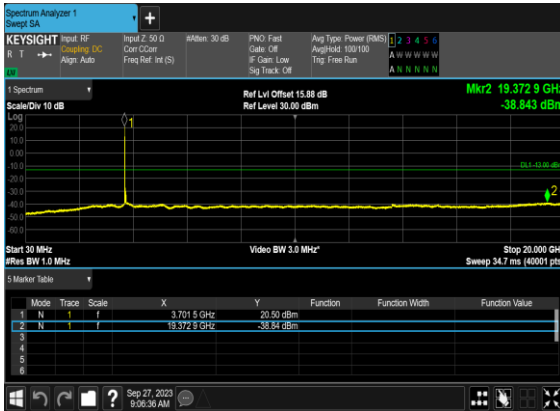 Spectrum Analyzer 1
Swept SA
+
KEYSIGHT Input: RF Input Z: 50 Ω #Atten: 30 dB PNO: Fast Avg Type: Power (RMS) 1 2 3 4 5 6
R T Coupling: DC Corr CCorr Gate: Off Avg|Hold: 100/100 A W W W W W
Align: Auto Freq Ref: Int (S) IF Gain: Low Trig: Free Run
Sig Track: Off A N N N N N
1 Spectrum Ref Lvl Offset 15.88 dB Mkr2 19.372 9 GHz
Scale/Div 10 dB Ref Level 30.00 dBm -38.843 dBm
Log
1
20.0
10.0
0.00
-10.0
DL1 -13.00 dBm
-20.0
-30.0
2
-40.0
-50.0
-60.0
Start 30 MHz Video BW 3.0 MHz* Stop 20.000 GHz
#Res BW 1.0 MHz Sweep 34.7 ms (40001 pts)
5 Marker Table
Mode Trace Scale X Y Function Function Width Function Value
1 N 1 f 3.701 5 GHz 20.50 dBm
2 N 1 f 19.372 9 GHz -38.84 dBm
3
4
5
6
? Sep 27, 2023
9:06:36 AM